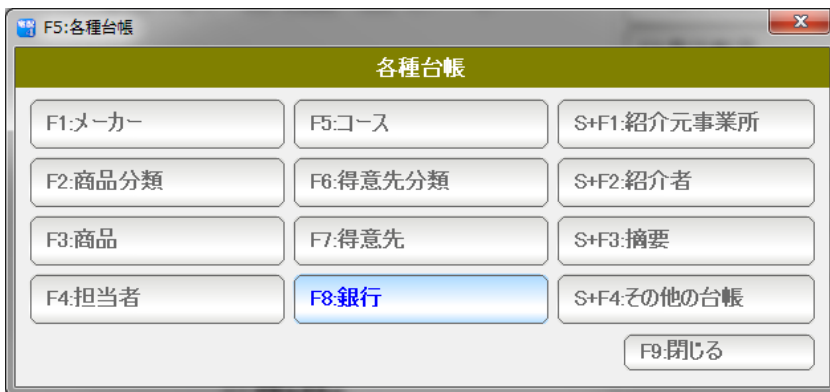 F5:各種台帳
各種台帳
F1:メーカー
F5:コース
S+F1:紹介元事業所
F2:商品分類
F6:得意先分類
S+F2:紹介者
F3:商品
F7:得意先
S+F3:摘要
F4:担当者
F8:銀行
S+F4:その他の台帳
F9:閉じる